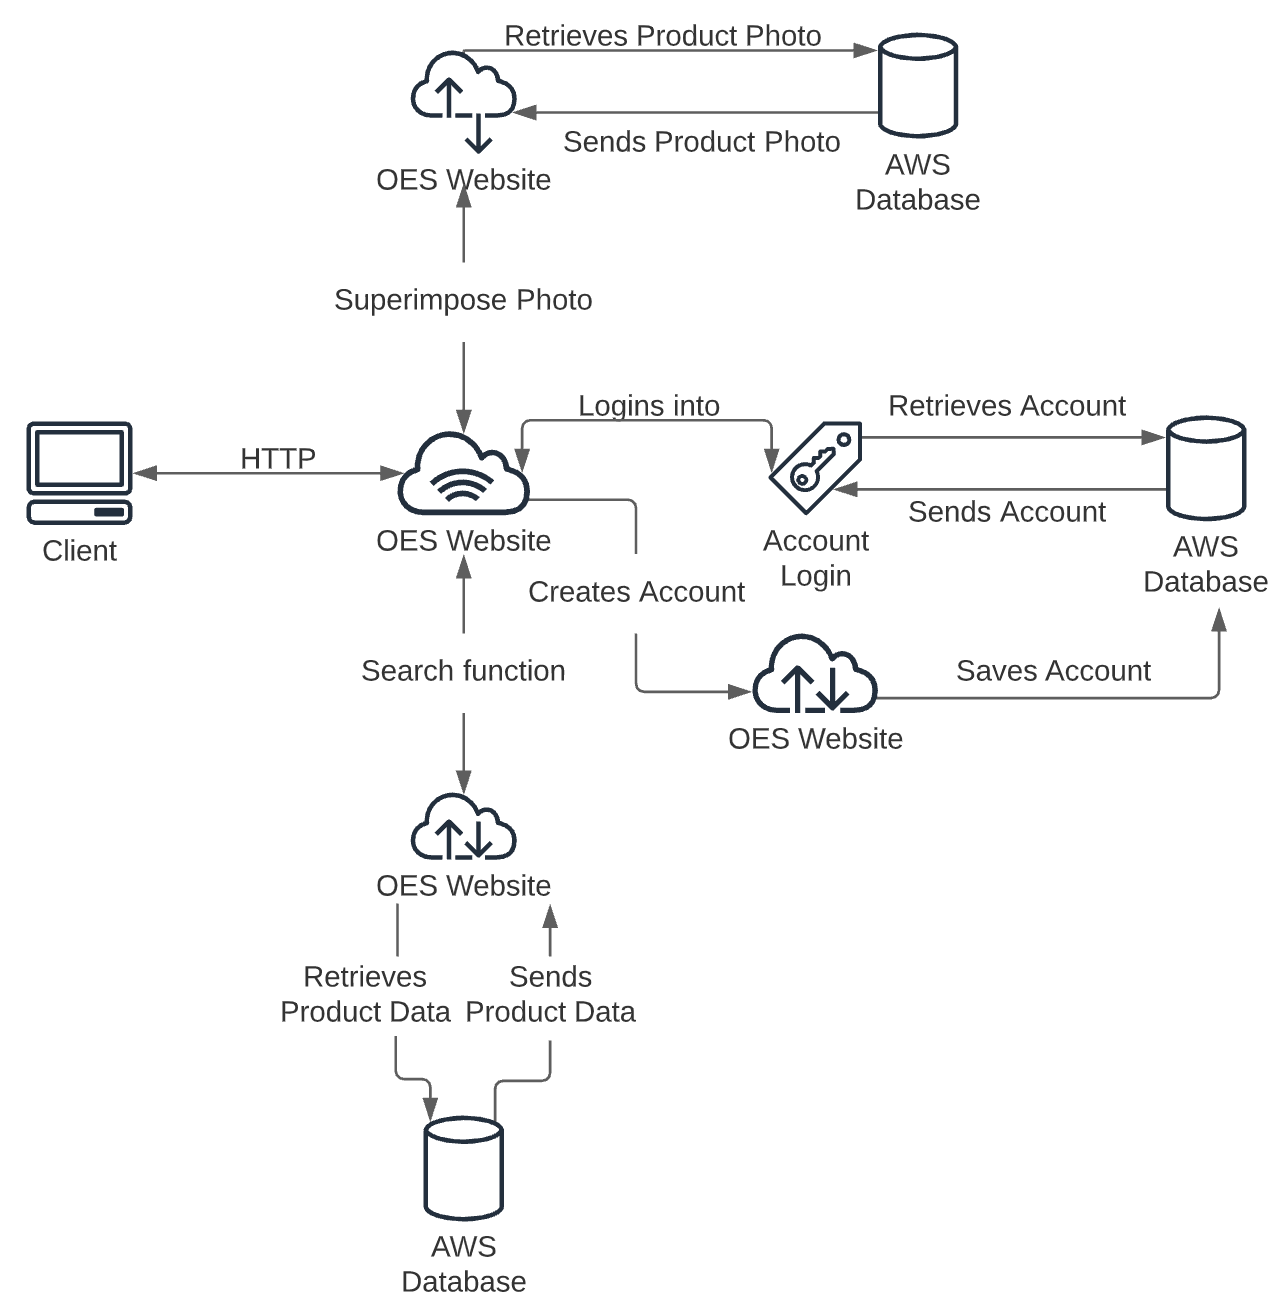 Retrieves Product Photo
Sends Product Photo
OES Website
AWS
Database
Superimpose Photo
HTTP
Client
OES Website
Logins into
Account
Login
Retrieves Account
Sends Account
AWS
Database
Creates Account
OES Website
Saves Account
Search function
OES Website
Retrieves
Product Data
Sends
Product Data
AWS
Database